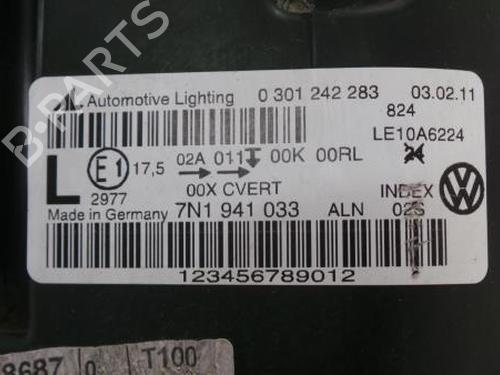 B-PARTS
AL Automotive Lighting 0 301 242 283 03.02.11
824
LE10A6224
L E1 17,5 02A 011 00K 00RL
2977 00X CVERT INDEX
Made in Germany 7N1 941 033 ALN 02S
123456789012
8687 0 T100